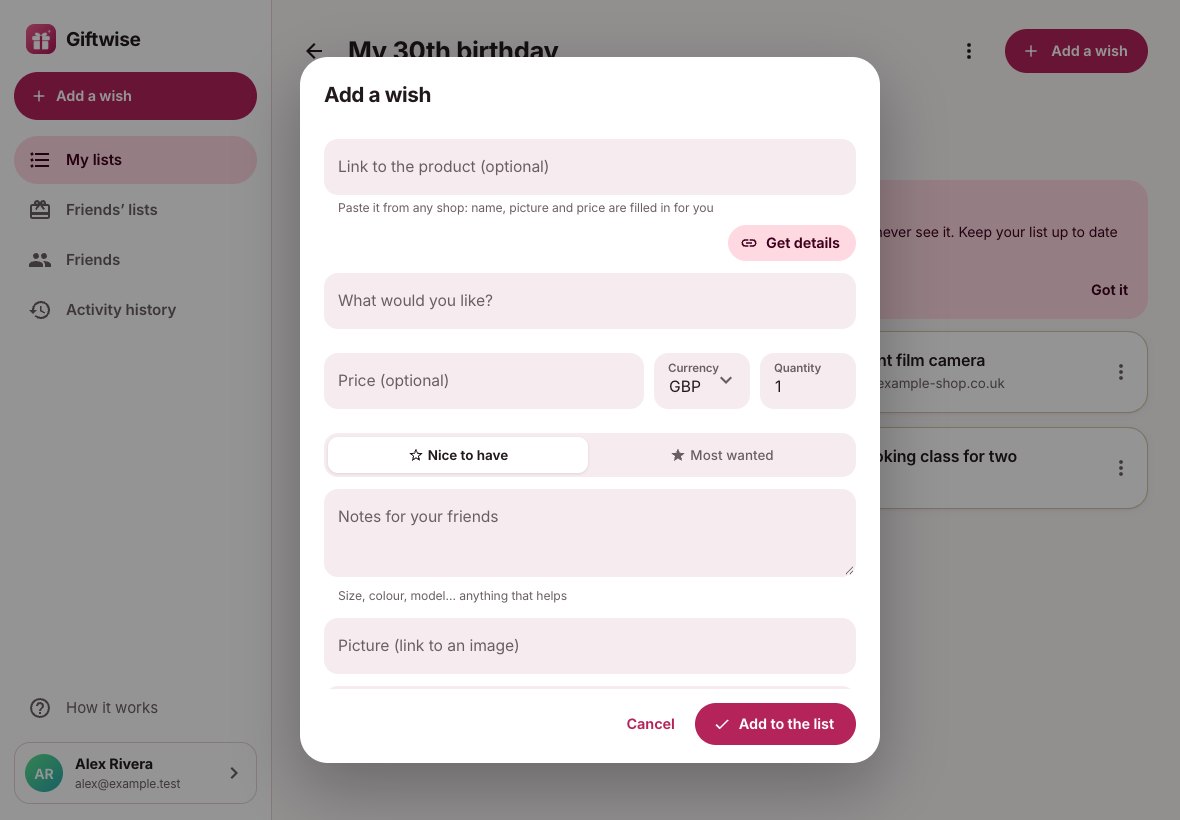 Giftwise
Add a wish
My lists
Friends’ lists
Friends
Activity history
How it works
AR
Alex Rivera
alex@example.test
My 30th birthday
Add a wish
never see it. Keep your list up to date
Got it
film camera
example-shop.co.uk
class for two
Add a wish
Link to the product (optional)
Paste it from any shop: name, picture and price are filled in for you
Get details
What would you like?
Price (optional)
Currency
GBP
Quantity
1
Nice to have
Most wanted
Notes for your friends
Size, colour, model... anything that helps
Picture (link to an image)
Cancel
Add to the list